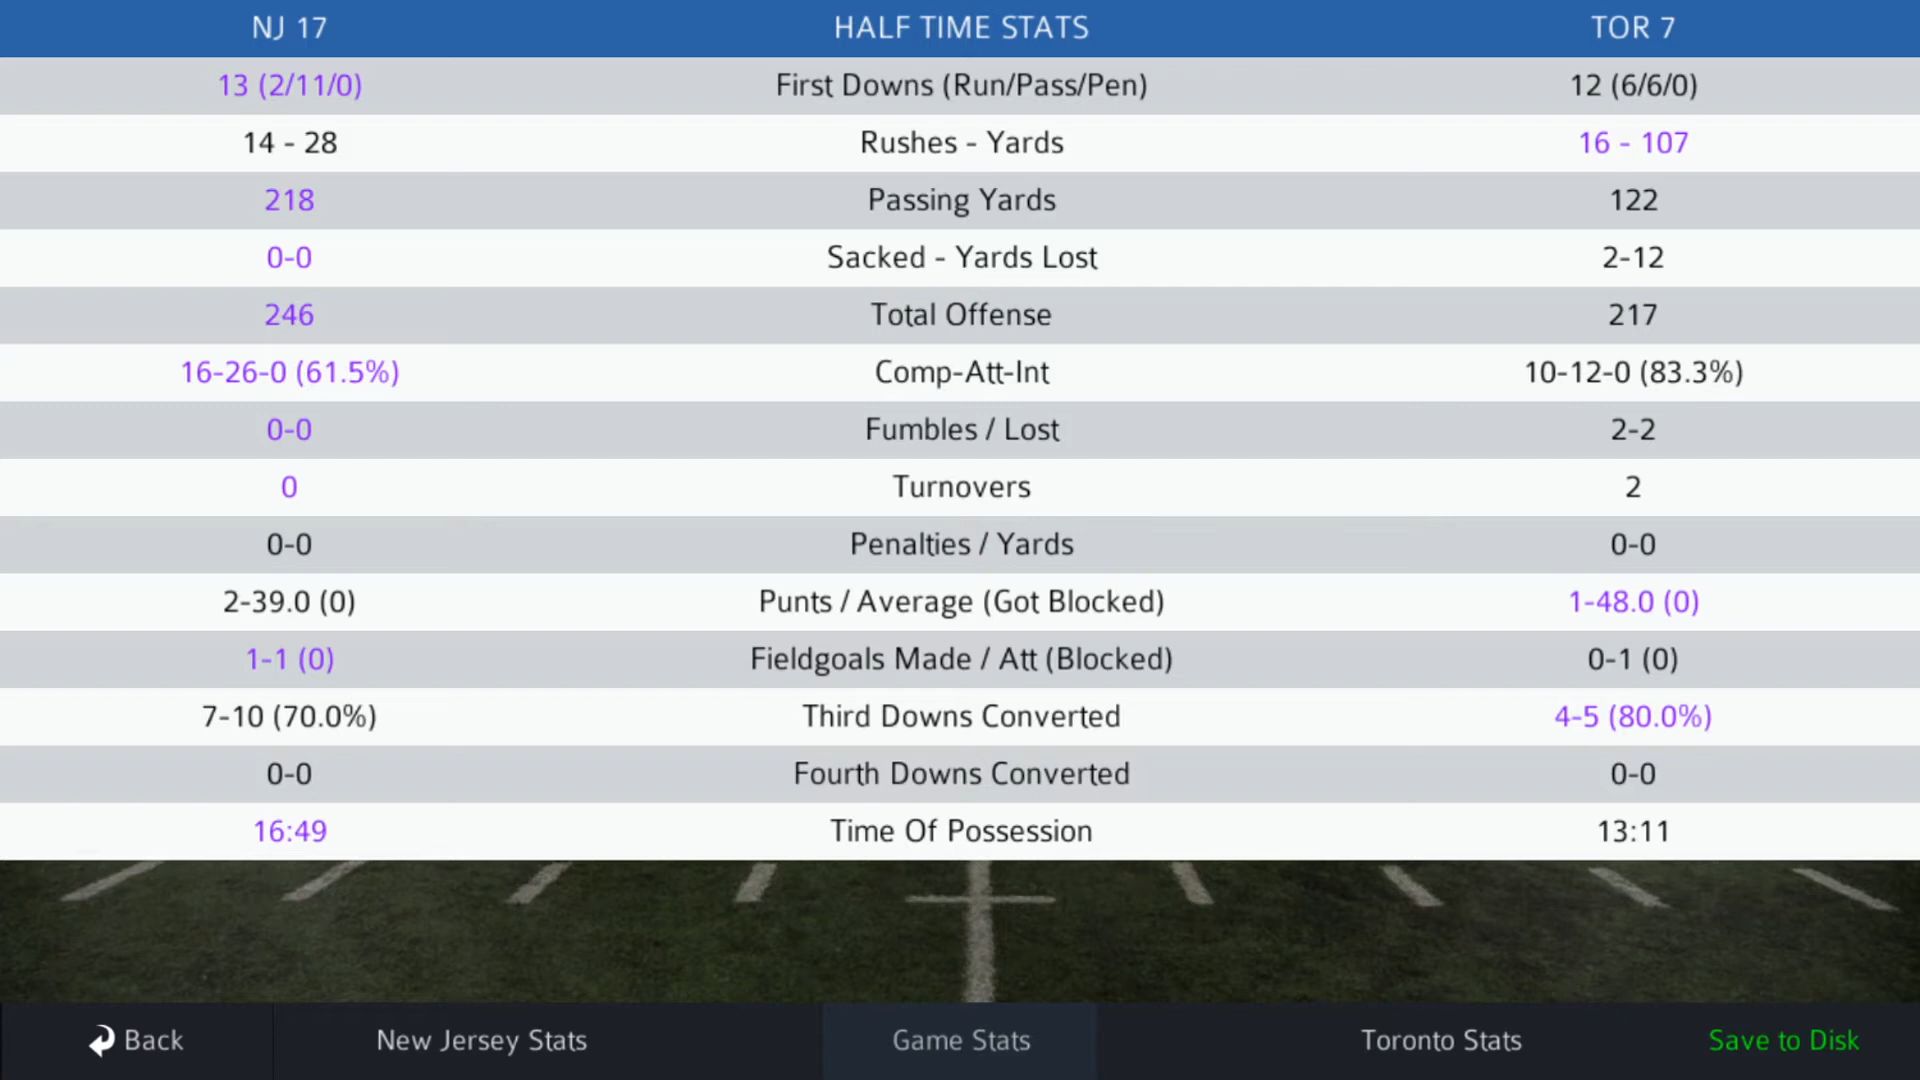 NJ 17 HALF TIME STATS TOR 7
13 (2/11/0) First Downs (Run/Pass/Pen) 12 (6/6/0)
14 - 28 Rushes - Yards 16 - 107
218 Passing Yards 122
0-0 Sacked - Yards Lost 2-12
246 Total Offense 217
16-26-0 (61.5%) Comp-Att-Int 10-12-0 (83.3%)
0-0 Fumbles / Lost 2-2
0 Turnovers 2
0-0 Penalties / Yards 0-0
2-39.0 (0) Punts / Average (Got Blocked) 1-48.0 (0)
1-1 (0) Fieldgoals Made / Att (Blocked) 0-1 (0)
7-10 (70.0%) Third Downs Converted 4-5 (80.0%)
0-0 Fourth Downs Converted 0-0
16:49 Time Of Possession 13:11
Back New Jersey Stats Game Stats Toronto Stats Save to Disk